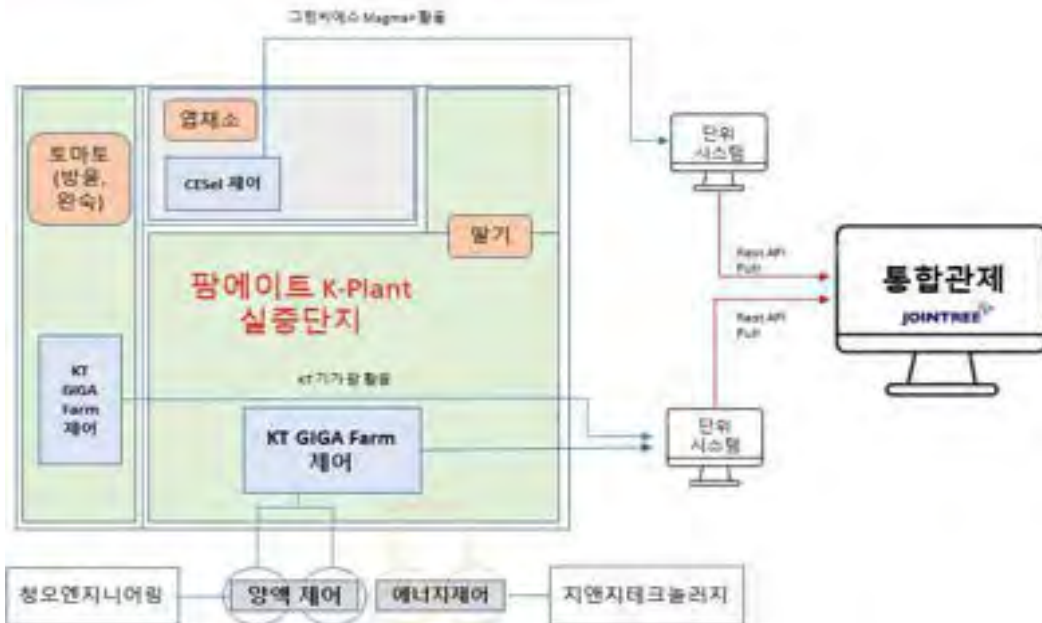 그린씨에스 Magma+ 활용
엽채소
토마토
(방울,
완숙)
CESel 제어
단위
시스템
딸기
Rest API
Pull
통합관제
JOINTREE
팜에이트 K-Plant
실증단지
Rest API
Pull
KT
GIGA
Farm
제어
KT 기가 팜 활용
KT GIGA Farm
제어
단위
시스템
청오엔지니어링
양액 제어
에너지제어
지앤지테크놀러지